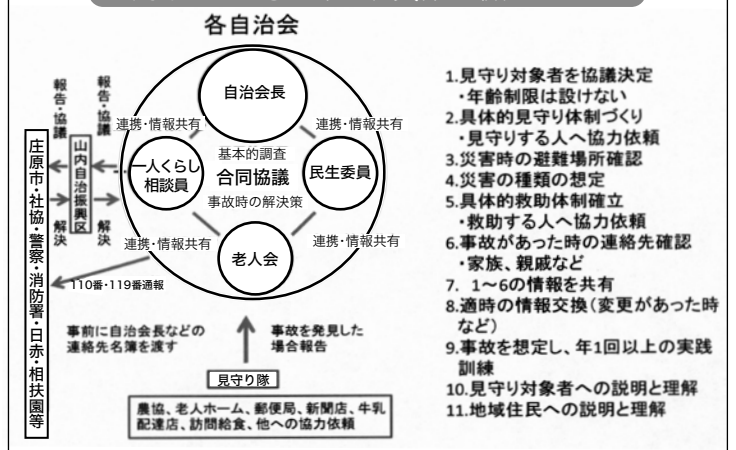 各自治会
自治会長
連携・情報共有
連携・情報共有
基本的調査
合同協議
事故時の解決策
一人くらし
相談員
民生委員
連携・情報共有
連携・情報共有
老人会
報告・協議
報告・協議
山内自治振興区
解決
解決
庄原市・社協・警察・消防署・日赤・相扶園等
110番・119番通報
事前に自治会長などの
連絡先名簿を渡す
事故を発見した
場合報告
見守り隊
農協、老人ホーム、郵便局、新聞店、牛乳
配達店、訪問給食、他への協力依頼
1.見守り対象者を協議決定
・年齢制限は設けない
2.具体的見守り体制づくり
・見守りする人へ協力依頼
3.災害時の避難場所確認
4.災害の種類の想定
5.具体的救助体制確立
・救助する人へ協力依頼
6.事故があった時の連絡先確認
・家族、親戚など
7. 1～6の情報を共有
8.適時の情報交換(変更があった時
など)
9.事故を想定し、年1回以上の実践
訓練
10.見守り対象者への説明と理解
11.地域住民への説明と理解